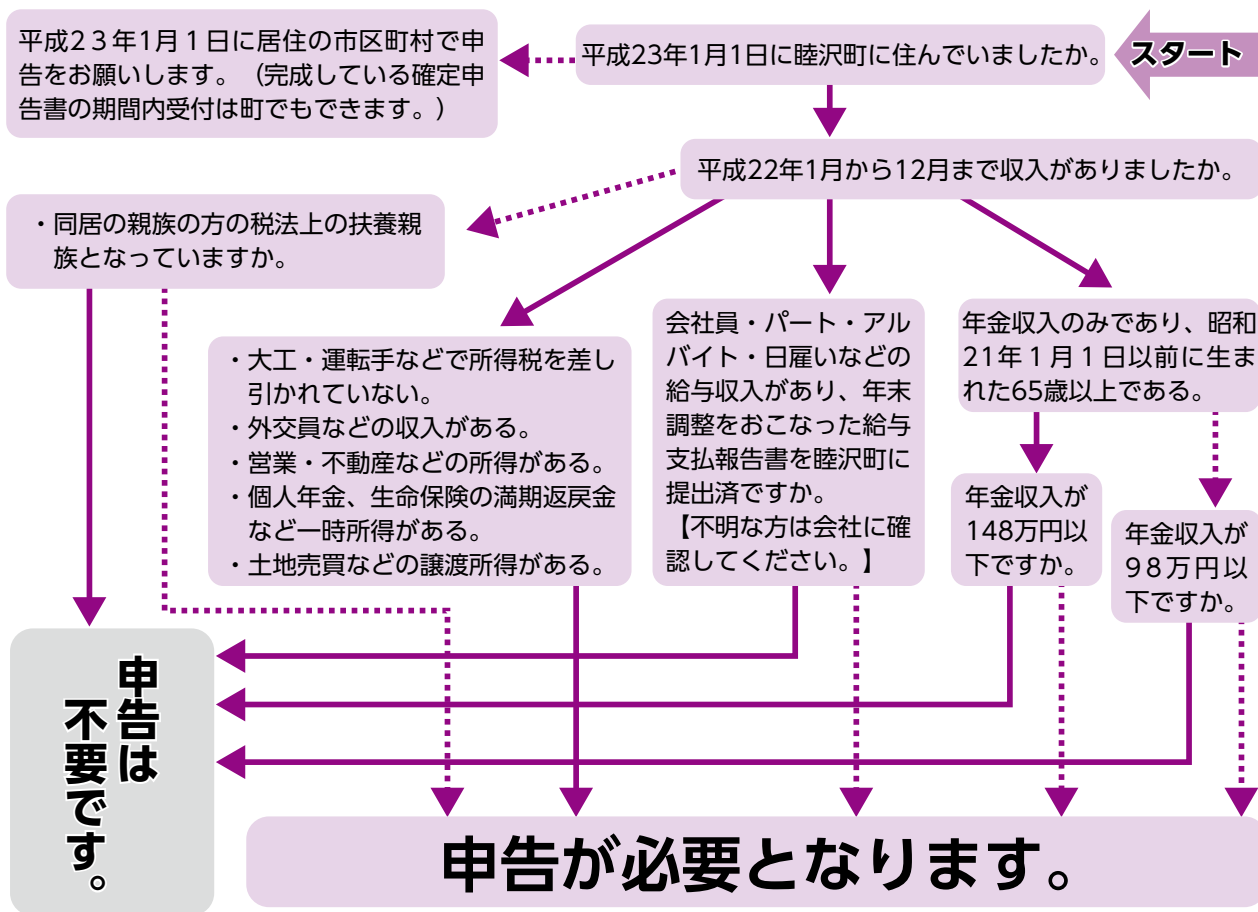 スタート
平成23年1月1日に睦沢町に住んでいましたか。
平成２３年1月１日に居住の市区町村で申
告をお願いします。（完成している確定申
告書の期間内受付は町でもできます。）
平成22年1月から12月まで収入がありましたか。
・同居の親族の方の税法上の扶養親
族となっていますか。
・大工・運転手などで所得税を差し
引かれていない。
・外交員などの収入がある。
・営業・不動産などの所得がある。
・個人年金、生命保険の満期返戻金
など一時所得がある。
・土地売買などの譲渡所得がある。
会社員・パート・アル
バイト・日雇いなどの
給与収入があり、年末
調整をおこなった給与
支払報告書を睦沢町に
提出済ですか。
【不明な方は会社に確
認してください。】
年金収入のみであり、昭和
21年１月１日以前に生ま
れた65歳以上である。
年金収入が
148万円以
下ですか。
年金収入が
98万円以
下ですか。
申告は
不要です。
申告が必要となります。